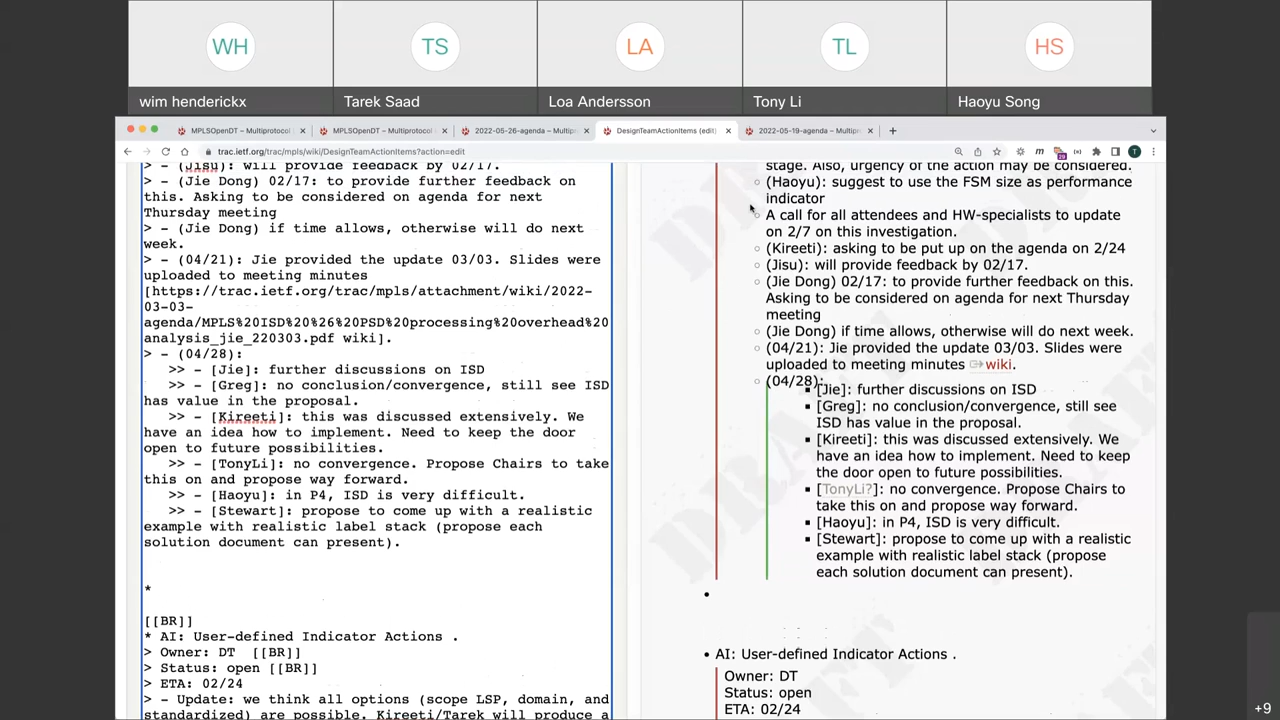 WH
TS
LA
TL
HS
wim henderickx
Tarek Saad
Loa Andersson
Tony Li
Haoyu Song
MPLSOpenDT – Multiprotocol
MPLSOpenDT – Multiprotocol
2022-05-26-agenda – Multiprot
DesignTeamActionItems (edit)
2022-05-19-agenda – Multiprot
trac.ietf.org/trac/mpls/wiki/DesignTeamActionItems?action=edit
> - (Jisu): will provide feedback by 02/17.
> - (Jie Dong) 02/17: to provide further feedback on
this. Asking to be considered on agenda for next
Thursday meeting
> - (Jie Dong) if time allows, otherwise will do next
week.
> - (04/21): Jie provided the update 03/03. Slides were
uploaded to meeting minutes
[https://trac.ietf.org/trac/mpls/attachment/wiki/2022-
03-03-
agenda/MPLS%20ISD%20%26%20PSD%20processing%20overhead%20
analysis_jie_220303.pdf wiki].
> - (04/28):
>> - [Jie]: further discussions on ISD
>> - [Greg]: no conclusion/convergence, still see ISD
has value in the proposal.
>> - [Kireeti]: this was discussed extensively. We
have an idea how to implement. Need to keep the door
open to future possibilities.
>> - [TonyLi]: no convergence. Propose Chairs to take
this on and propose way forward.
>> - [Haoyu]: in P4, ISD is very difficult.
>> - [Stewart]: propose to come up with a realistic
example with realistic label stack (propose each
solution document can present).
*
[[BR]]
* AI: User-defined Indicator Actions .
> Owner: DT  [[BR]]
> Status: open [[BR]]
> ETA: 02/24
> - Update: we think all options (scope LSP, domain, and
standardized) are possible. Kireeti/Tarek will produce a
stage. Also, urgency of the action may be considered.
(Haoyu): suggest to use the FSM size as performance
indicator
A call for all attendees and HW-specialists to update
on 2/7 on this investigation.
(Kireeti): asking to be put up on the agenda on 2/24
(Jisu): will provide feedback by 02/17.
(Jie Dong) 02/17: to provide further feedback on this.
Asking to be considered on agenda for next Thursday
meeting
(Jie Dong) if time allows, otherwise will do next week.
(04/21): Jie provided the update 03/03. Slides were
uploaded to meeting minutes wiki.
(04/28):
[Jie]: further discussions on ISD
[Greg]: no conclusion/convergence, still see
ISD has value in the proposal.
[Kireeti]: this was discussed extensively. We
have an idea how to implement. Need to keep
the door open to future possibilities.
[TonyLi?]: no convergence. Propose Chairs to
take this on and propose way forward.
[Haoyu]: in P4, ISD is very difficult.
[Stewart]: propose to come up with a realistic
example with realistic label stack (propose
each solution document can present).
AI: User-defined Indicator Actions .
Owner: DT
Status: open
ETA: 02/24
+9